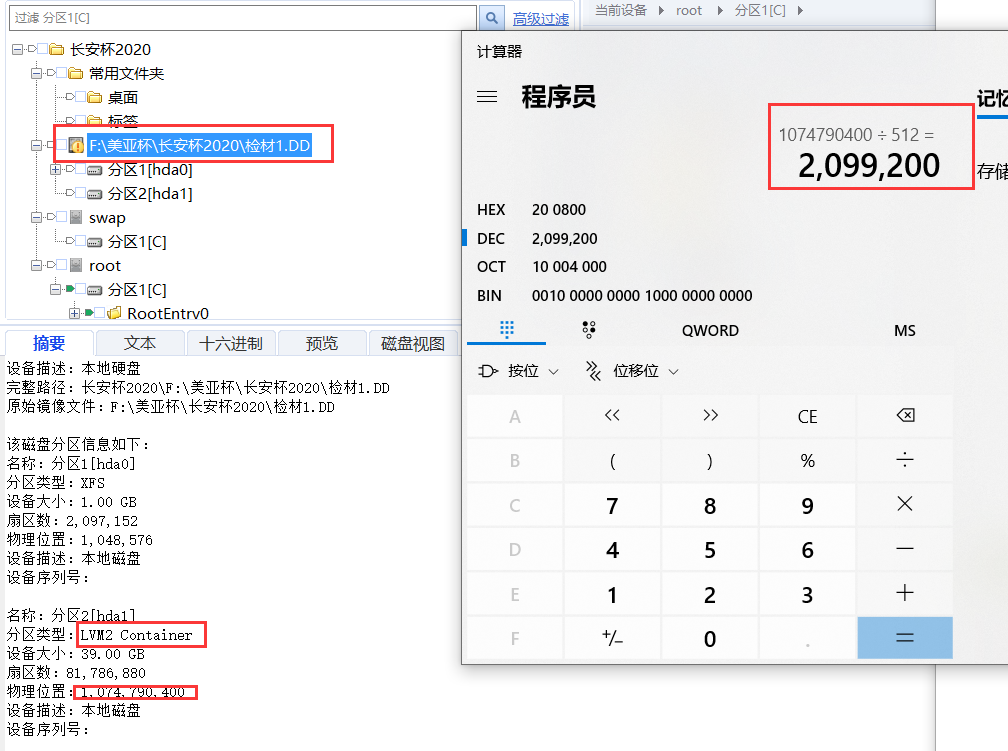 过滤 分区1[C]
高级过滤
当前设备 root 分区1[C]
长安杯2020
常用文件夹
桌面
标签
F:\美亚杯\长安杯2020\检材1.DD
分区1[hda0]
分区2[hda1]
swap
分区1[C]
root
分区1[C]
RootEntry0
摘要 文本 十六进制 预览 磁盘视图
设备描述：本地硬盘
完整路径：长安杯2020\F:\美亚杯\长安杯2020\检材1.DD
原始镜像文件：F:\美亚杯\长安杯2020\检材1.DD
该磁盘分区信息如下：
名称：分区1[hda0]
分区类型：XFS
设备大小：1.00 GB
扇区数：2,097,152
物理位置：1,048,576
设备描述：本地磁盘
设备序列号：
名称：分区2[hda1]
分区类型：LVM2 Container
设备大小：39.00 GB
扇区数：81,786,880
物理位置：1,074,790,400
设备描述：本地磁盘
设备序列号：
计算器
程序员
1074790400 ÷ 512 =
2,099,200
HEX 20 0800
DEC 2,099,200
OCT 10 004 000
BIN 0010 0000 0000 1000 0000 0000
QWORD MS
按位 位移位
A << >> CE
B ( ) % ÷
C 7 8 9 ×
D 4 5 6 −
E 1 2 3 +
F +/− 0 . =
记忆
存储